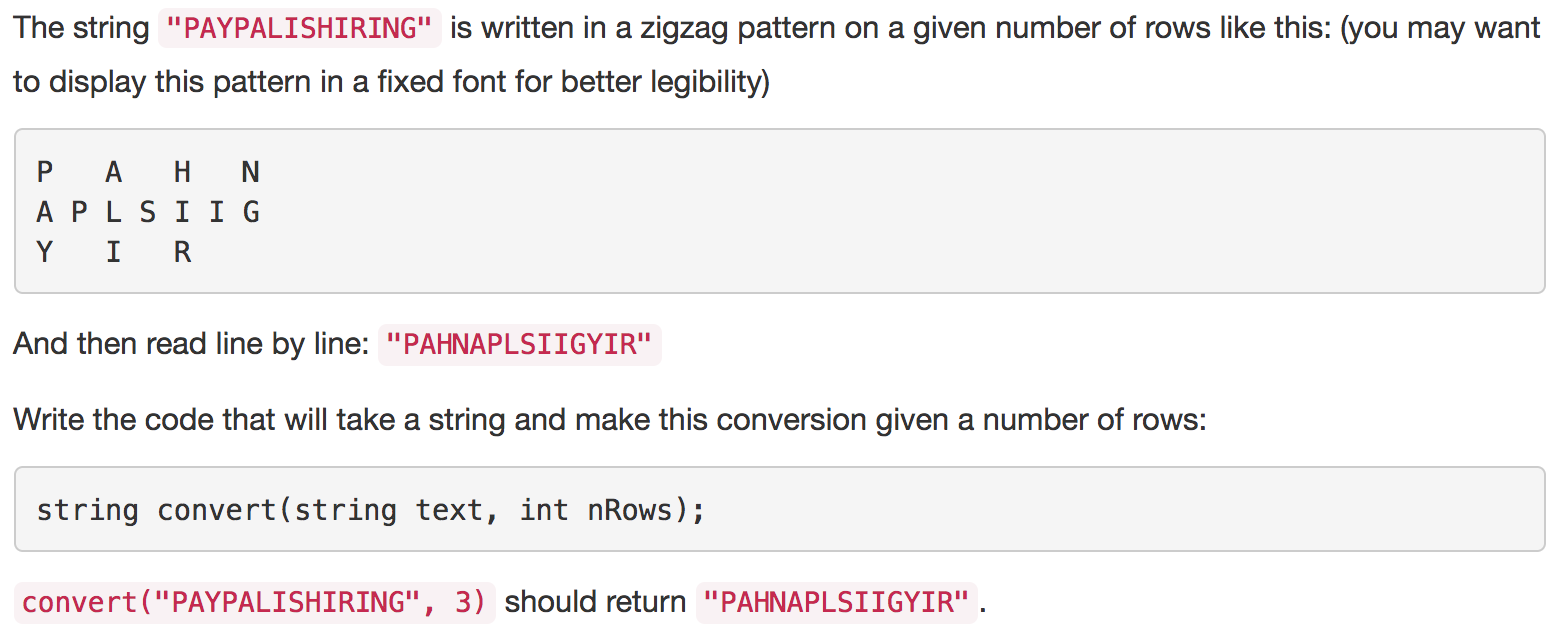 The string "PAYPALISHIRING" is written in a zigzag pattern on a given number of rows like this: (you may want
to display this pattern in a fixed font for better legibility)
P   A   H   N
A P L S I I G
Y   I   R
And then read line by line: "PAHNAPLSIIGYIR"
Write the code that will take a string and make this conversion given a number of rows:
string convert(string text, int nRows);
convert("PAYPALISHIRING", 3) should return "PAHNAPLSIIGYIR".